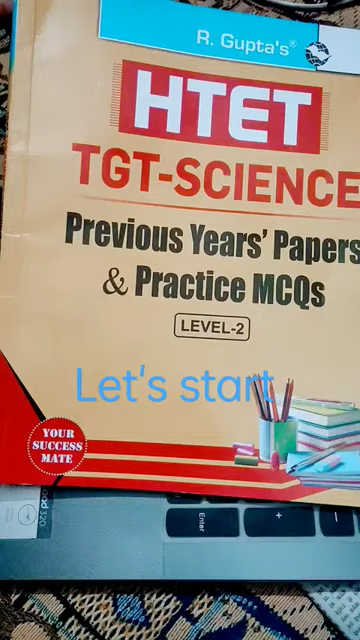 R. Gupta's®
HTET
TGT-SCIENCE
Previous Years' Papers
& Practice MCQs
LEVEL-2
Let's start
YOUR
SUCCESS
MATE
Enter
+
-